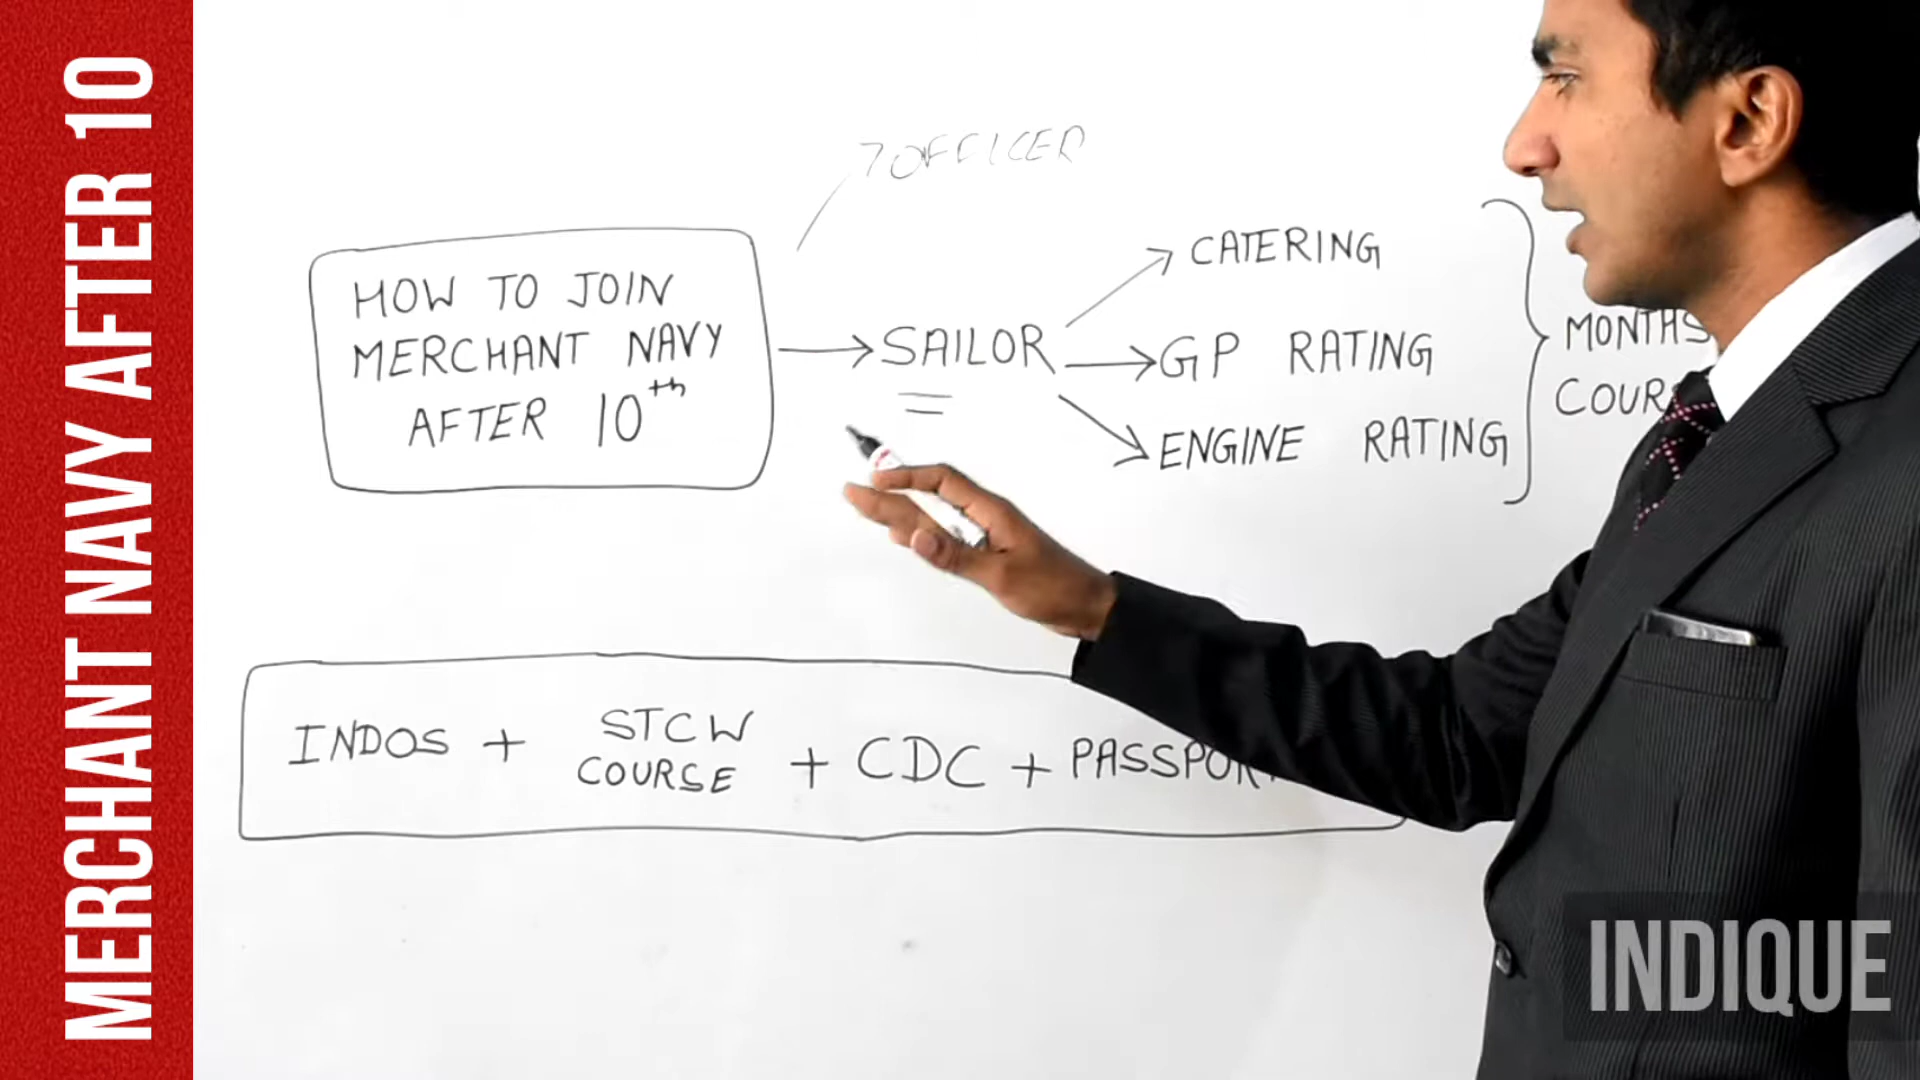 MERCHANT NAVY AFTER 10
OFFICER
HOW TO JOIN
MERCHANT NAVY
AFTER 10th
SAILOR
CATERING
GP RATING
ENGINE RATING
MONTHS
INDOS + STCW COURSE + CDC + PASSPORT
INDIQUE